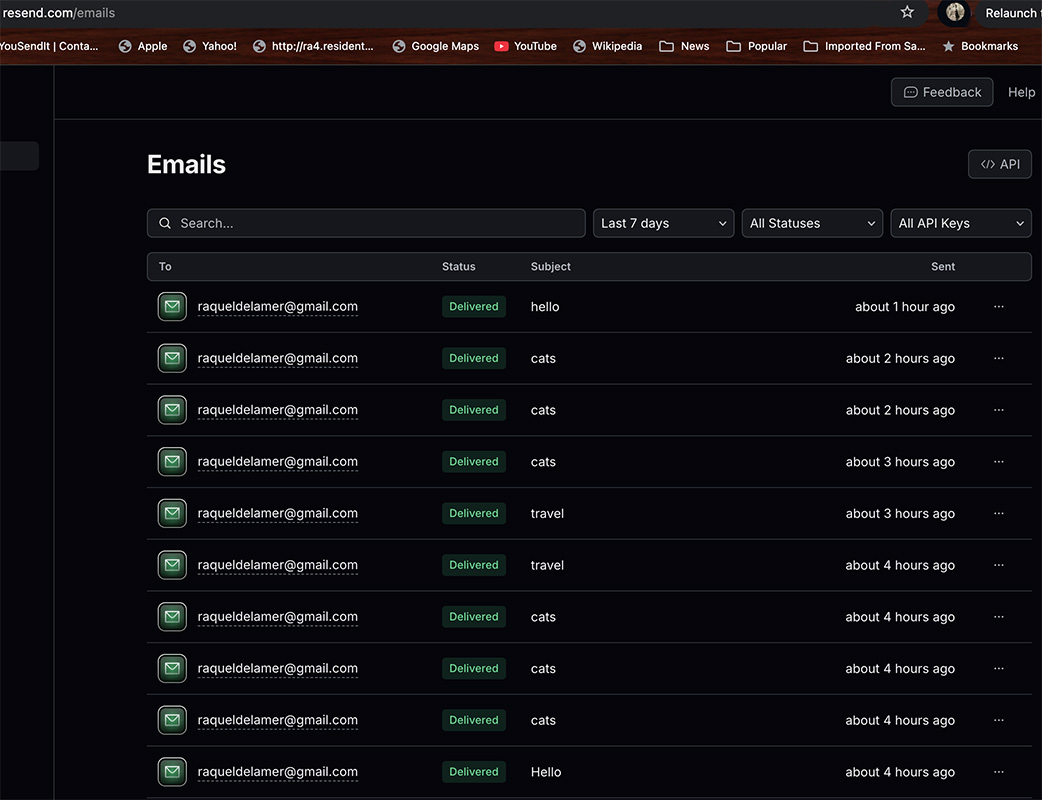 resend.com/emails
Relaunch
YouSendIt | Conta... Apple Yahoo! http://ra4.resident... Google Maps YouTube Wikipedia News Popular Imported From Sa... Bookmarks
Feedback Help
Emails
</> API
Search... Last 7 days All Statuses All API Keys
To Status Subject Sent
raqueldelamer@gmail.com Delivered hello about 1 hour ago ...
raqueldelamer@gmail.com Delivered cats about 2 hours ago ...
raqueldelamer@gmail.com Delivered cats about 2 hours ago ...
raqueldelamer@gmail.com Delivered cats about 3 hours ago ...
raqueldelamer@gmail.com Delivered travel about 3 hours ago ...
raqueldelamer@gmail.com Delivered travel about 4 hours ago ...
raqueldelamer@gmail.com Delivered cats about 4 hours ago ...
raqueldelamer@gmail.com Delivered cats about 4 hours ago ...
raqueldelamer@gmail.com Delivered cats about 4 hours ago ...
raqueldelamer@gmail.com Delivered Hello about 4 hours ago ...